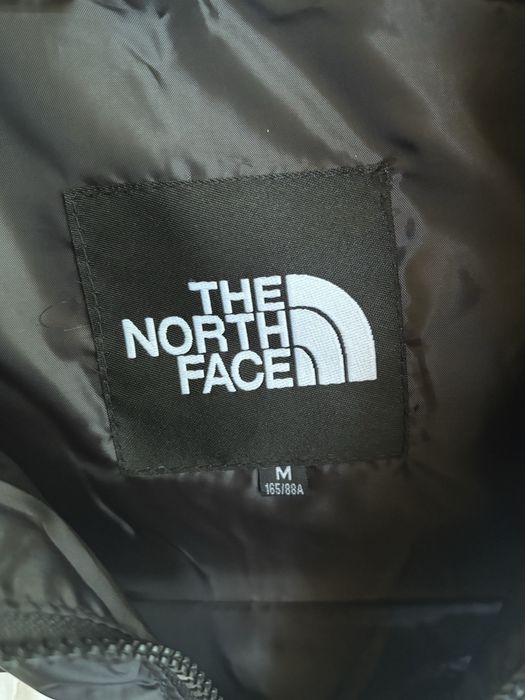 THE
NORTH
FACE
M
165/88A